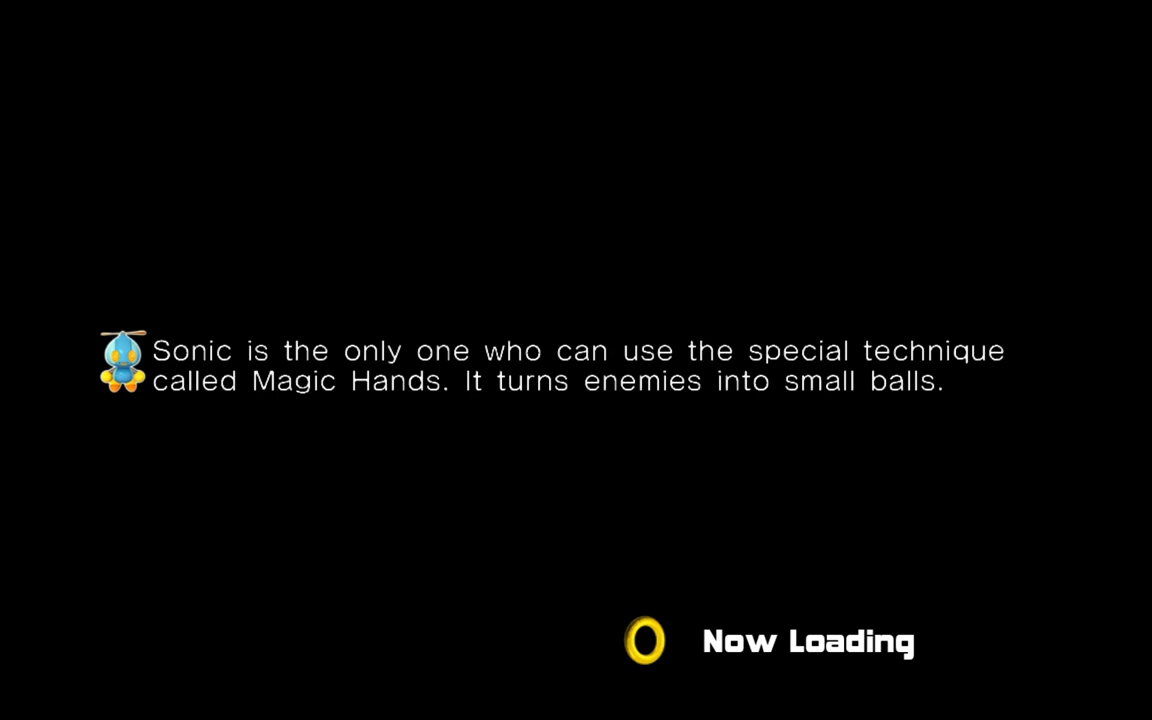 Sonic is the only one who can use the special technique
called Magic Hands. It turns enemies into small balls.
Now Loading